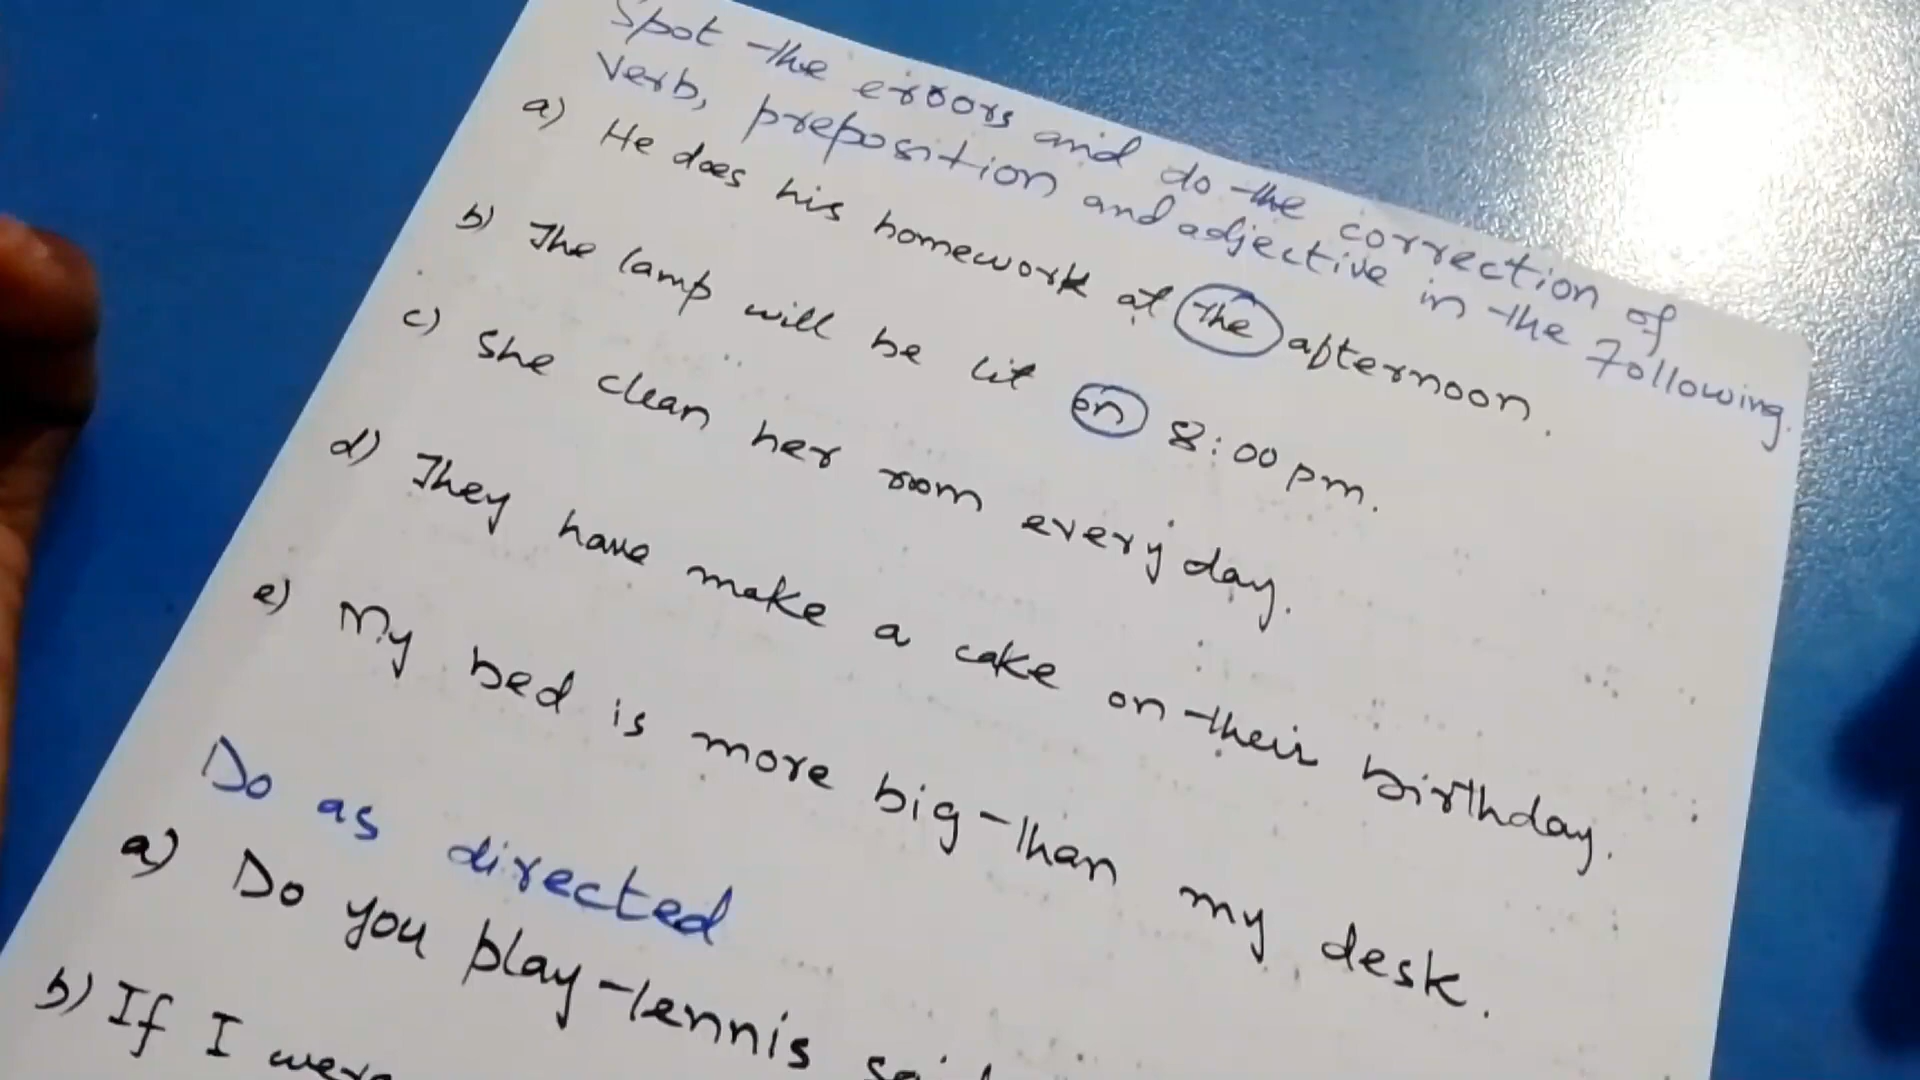 Spot the errors and do the correction of
Verb, preposition and adjective in the following.
a) He does his homework at the afternoon.
b) The lamp will be lit on 8:00 pm.
c) She clean her room every day.
d) They have make a cake on their birthday.
e) My bed is more big than my desk.
Do as directed
a) Do you play tennis
b) If I were